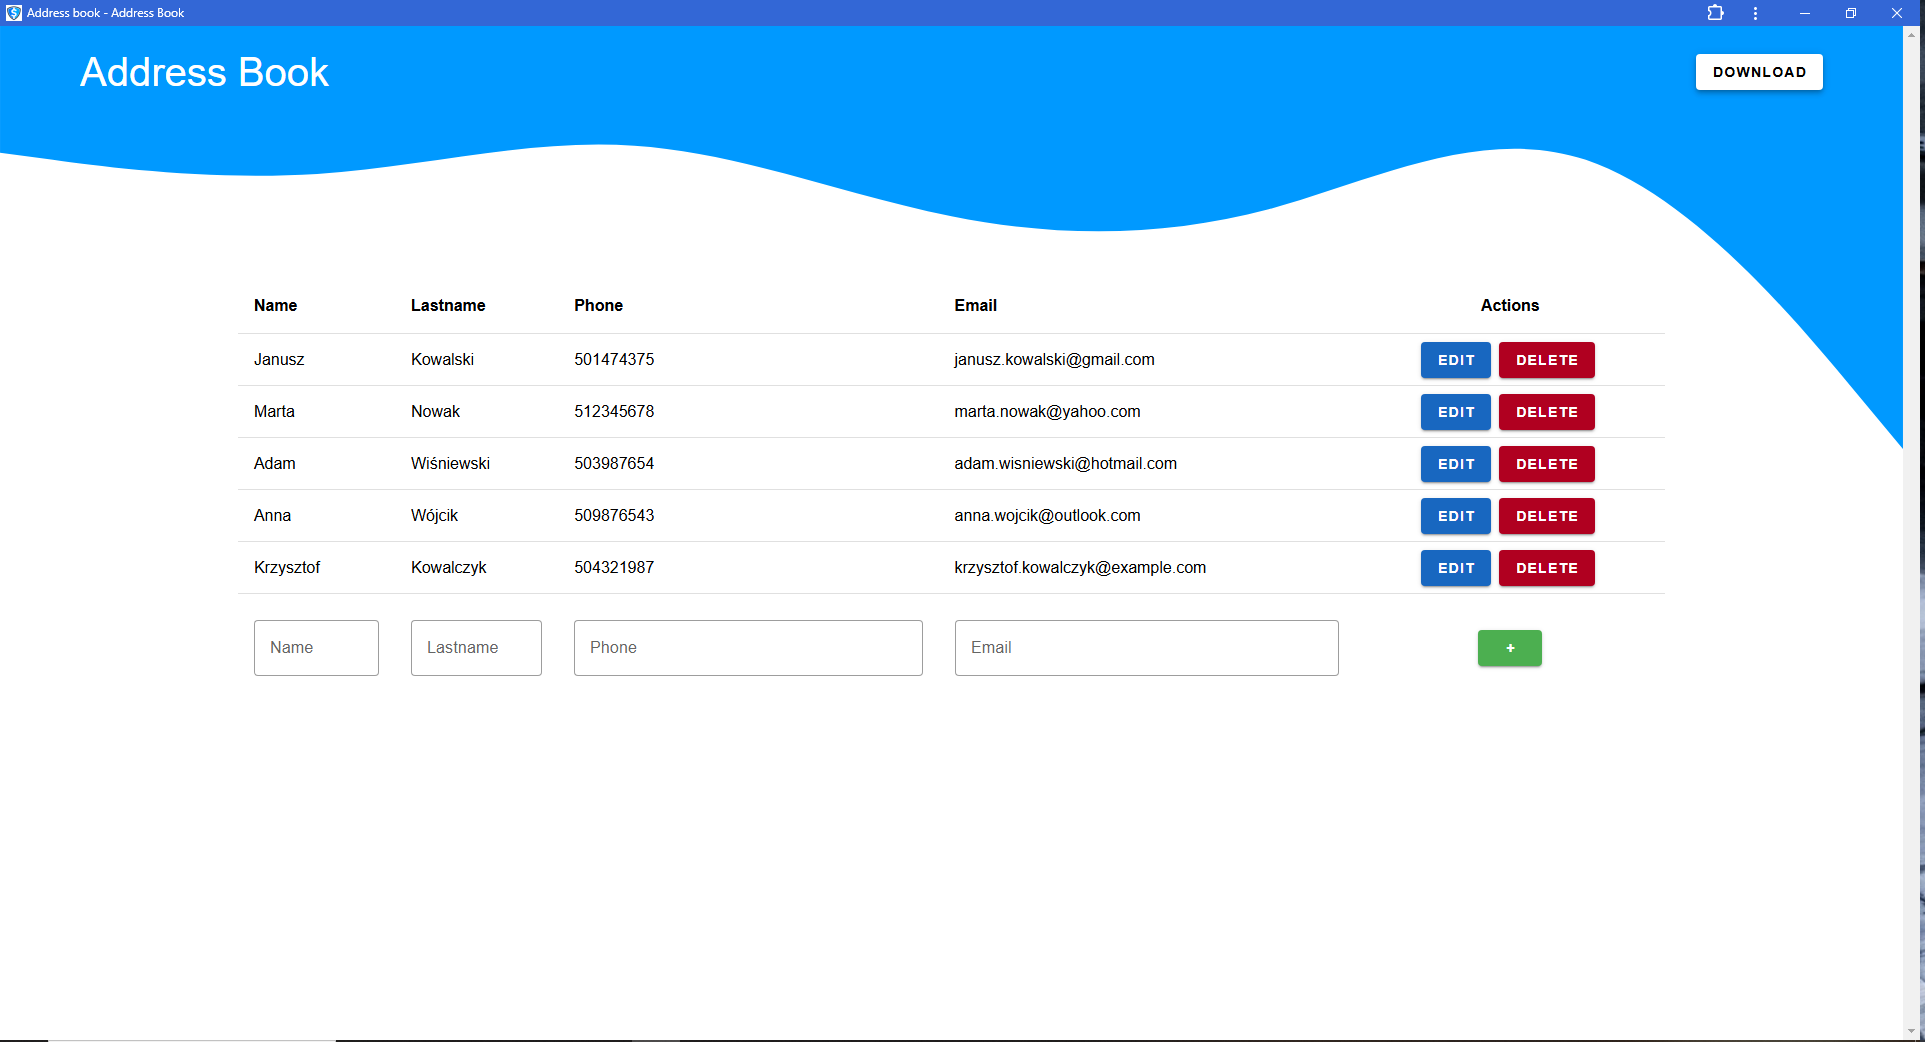 Address book - Address Book
Address Book
DOWNLOAD
Name Lastname Phone Email Actions
Janusz Kowalski 501474375 janusz.kowalski@gmail.com EDIT DELETE
Marta Nowak 512345678 marta.nowak@yahoo.com EDIT DELETE
Adam Wiśniewski 503987654 adam.wisniewski@hotmail.com EDIT DELETE
Anna Wójcik 509876543 anna.wojcik@outlook.com EDIT DELETE
Krzysztof Kowalczyk 504321987 krzysztof.kowalczyk@example.com EDIT DELETE
Name Lastname Phone Email +